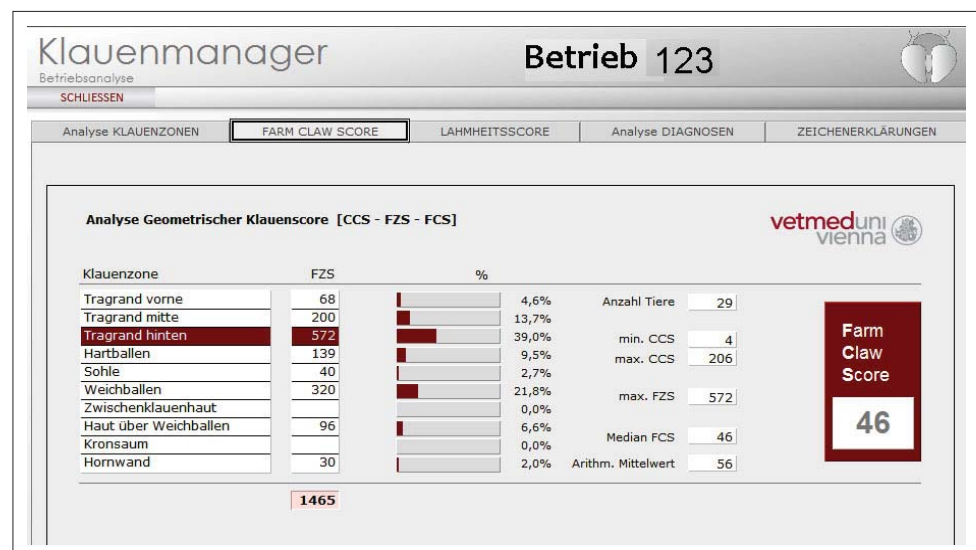 Klauenmanager
Betriebsanalyse
Betrieb 123
SCHLIESSEN
Analyse KLAUENZONEN FARM CLAW SCORE LAHMHEITSSCORE Analyse DIAGNOSEN ZEICHENERKLÄRUNGEN
Analyse Geometrischer Klauenscore [CCS - FZS - FCS]
vetmeduni
vienna
Klauenzone FZS %
Tragrand vorne 68 4,6% Anzahl Tiere 29
Tragrand mitte 200 13,7%
Tragrand hinten 572 39,0% min. CCS 4
Hartballen 139 9,5% max. CCS 206
Sohle 40 2,7%
Weichballen 320 21,8% max. FZS 572
Zwischenklauenhaut 0,0%
Haut über Weichballen 96 6,6% Median FCS 46
Kronsaum 0,0%
Hornwand 30 2,0% Arithm. Mittelwert 56
1465
Farm
Claw
Score
46